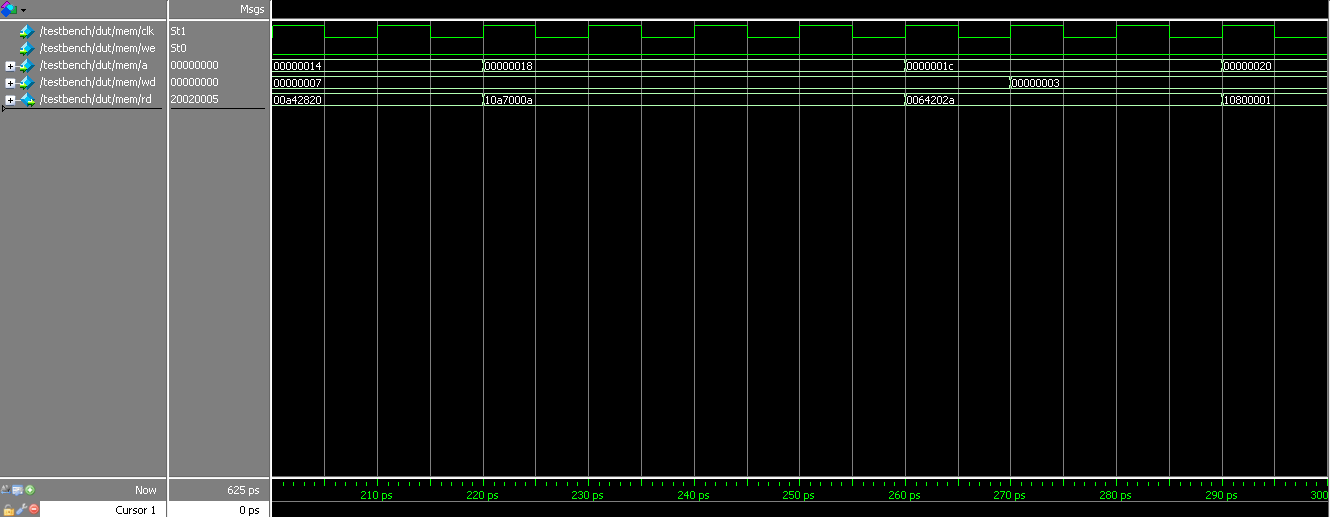 Msgs
/testbench/dut/mem/clk St1
/testbench/dut/mem/we St0
/testbench/dut/mem/a 00000000 00000014 00000018 0000001c 00000020
/testbench/dut/mem/wd 00000000 00000007 00000003
/testbench/dut/mem/rd 20020005 00a42820 10a7000a 0064202a 10800001
Now 625 ps 210 ps 220 ps 230 ps 240 ps 250 ps 260 ps 270 ps 280 ps 290 ps 300
Cursor 1 0 ps